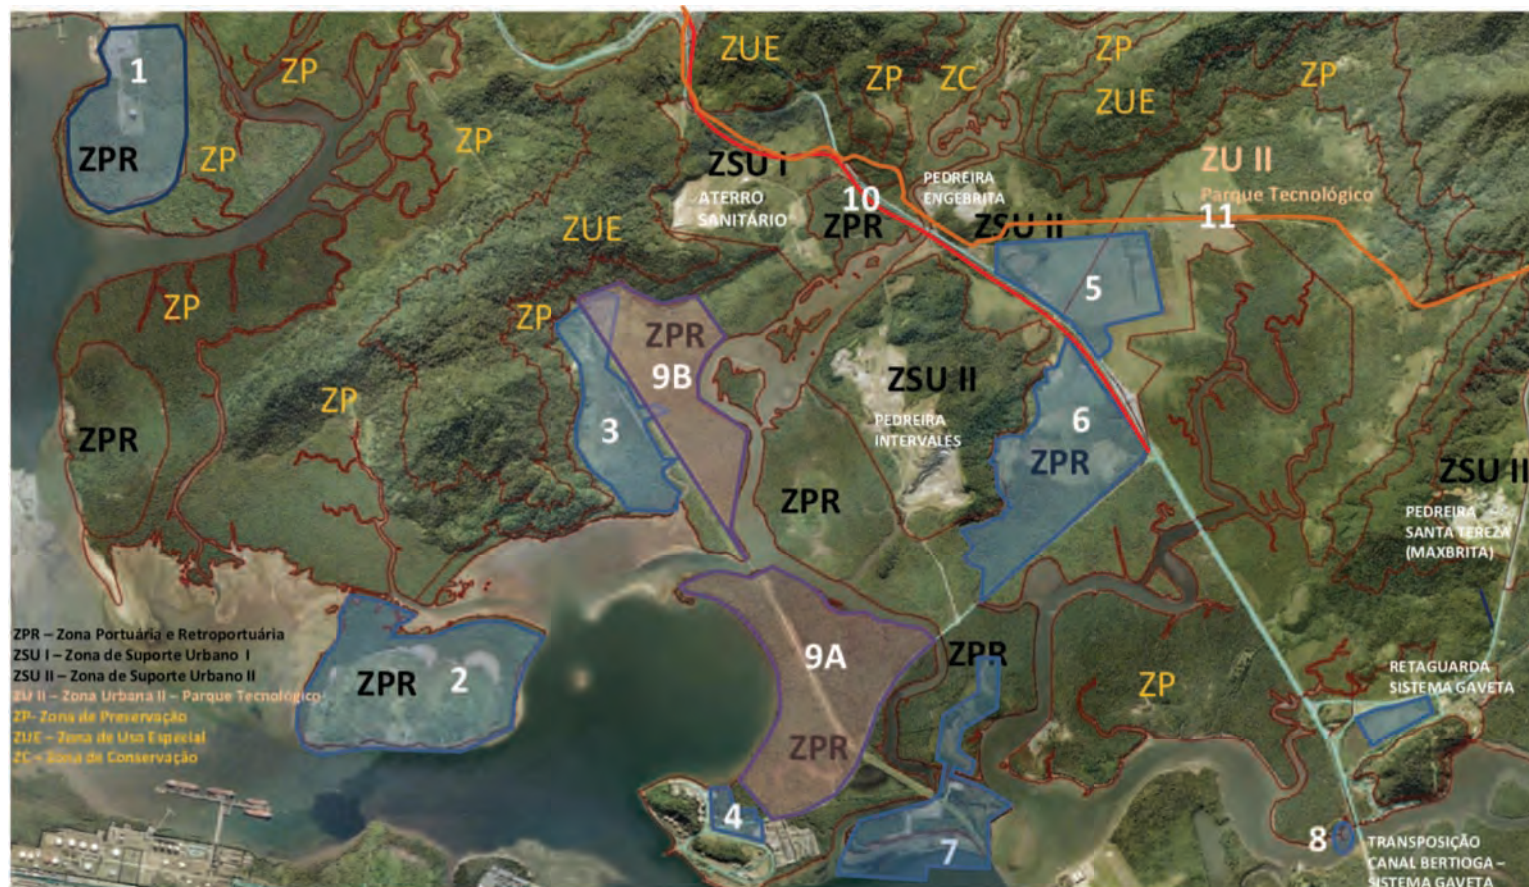 ZUE
ZP
1
ZP
ZP
ZC
ZP
ZUE
ZP
ZPR
ZP
ZSU i
ZU II
PEDREIRA
ENGEBRITA
Parque Tecnológico
ATERRO
SANITÁRIO
10
ZPR
ZSU II
11
ZUE
ZP
ZP
5
ZPR
9B
ZSU II
ZP
3
PEDREIRA
INTERVALES
6
ZPR
ZPR
ZPR
ZSU II
PEDREIRA
SANTA TEREZA
(MAXBRITA)
ZPR – Zona Portuária e Retroportuária
ZSU I – Zona de Suporte Urbano I
ZSU II – Zona de Suporte Urbano II
ZU II – Zona Urbana II – Parque Tecnológico
ZP- Zona de Preservação
ZUE – Zona de Uso Especial
ZC – Zona de Conservação
ZPR
2
9A
ZPR
ZPR
ZP
RETAGUARDA
SISTEMA GAVETA
4
7
8
TRANSPOSIÇÃO
CANAL BERTIOGA –
SISTEMA GAVETA